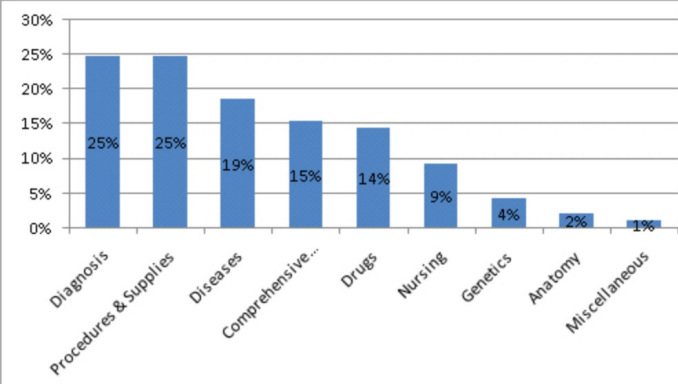 30%
25%
20%
15%
10%
5%
0%
25%
25%
19%
15%
14%
9%
4%
2%
1%
Diagnosis
Procedures & Supplies
Diseases
Comprehensive...
Drugs
Nursing
Genetics
Anatomy
Miscellaneous